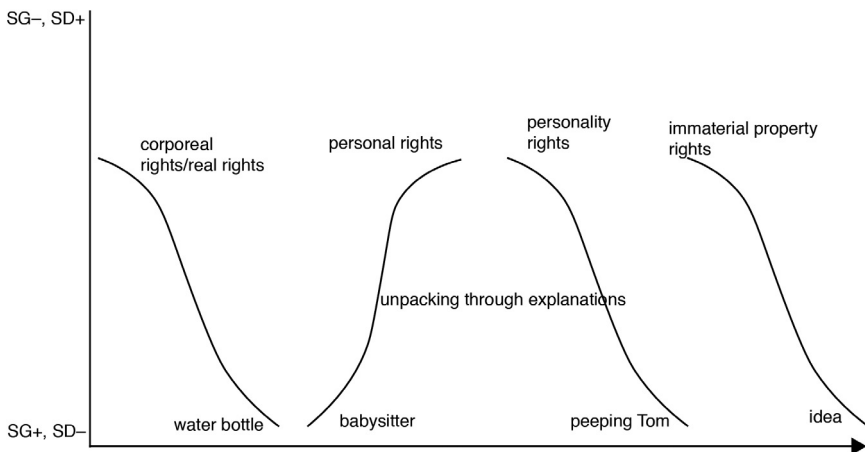 SG–, SD+
corporeal
rights/real rights
personal rights
personality
rights
immaterial property
rights
unpacking through explanations
water bottle
babysitter
peeping Tom
idea
SG+, SD–